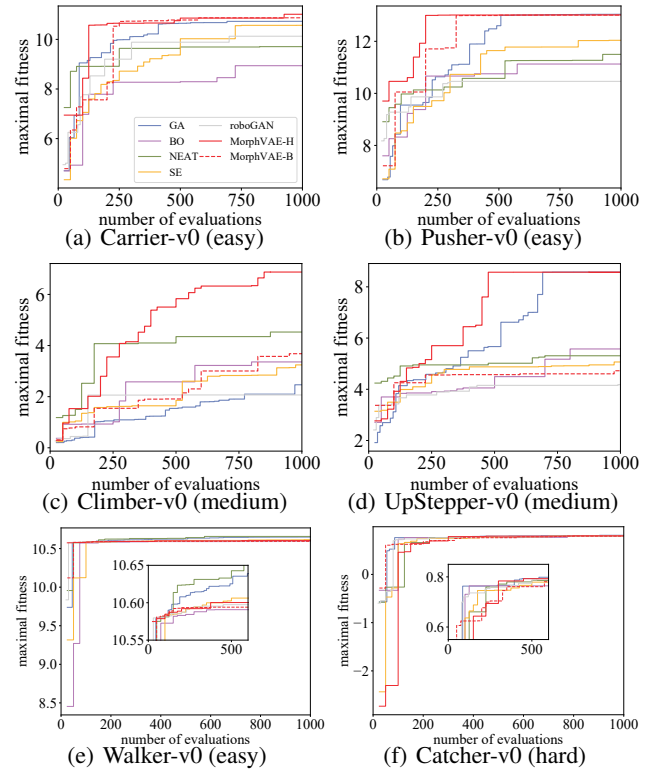 maximal fitness
10
8
6
4
GA
BO
NEAT
SE
roboGAN
MorphVAE-H
MorphVAE-B
0 250 500 750 1000
number of evaluations
(a) Carrier-v0 (easy)
maximal fitness
12
10
8
0 250 500 750 1000
number of evaluations
(b) Pusher-v0 (easy)
maximal fitness
6
4
2
0
0 250 500 750 1000
number of evaluations
(c) Climber-v0 (medium)
maximal fitness
8
6
4
2
0 250 500 750 1000
number of evaluations
(d) UpStepper-v0 (medium)
maximal fitness
10.5
10.0
9.5
9.0
8.5
10.65
10.60
10.55
0 500
0 200 400 600 800 1000
number of evaluations
(e) Walker-v0 (easy)
maximal fitness
0
−1
−2
0.8
0.6
0 500
0 200 400 600 800 1000
number of evaluations
(f) Catcher-v0 (hard)